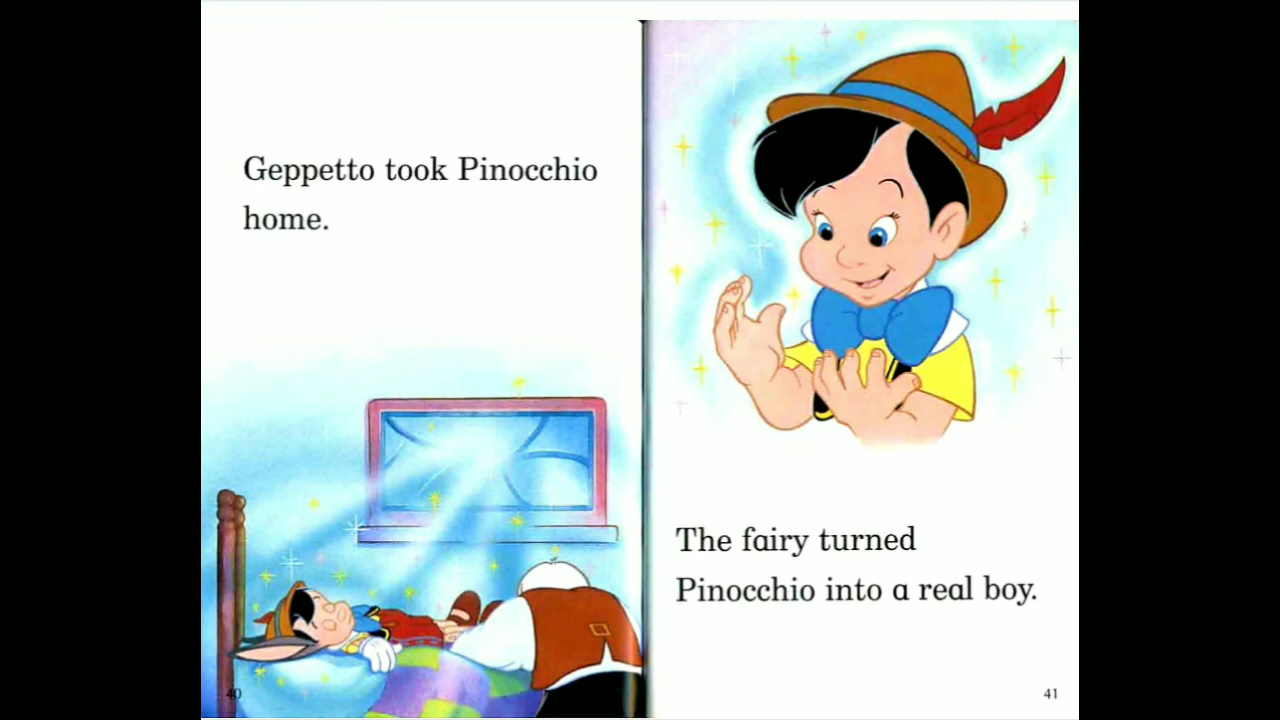 Geppetto took Pinocchio
home.
40
The fairy turned
Pinocchio into a real boy.
41